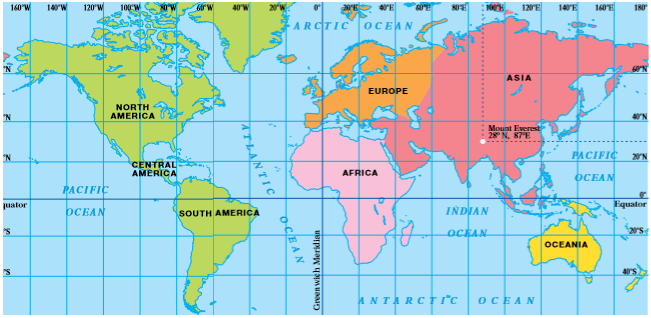 160°W 140°W 120°W 100°W 80°W 60°W 40°W 20°W 0° 20°E 40°E 60°E 80°E 100°E 120°E 140°E 160°E 180°
ARCTIC OCEAN
°N
60°N
ASIA
EUROPE
NORTH
AMERICA
°N
40°N
Mount Everest
28° N, 87°E
ATLANTIC OCEAN
°N
20°N
PACIFIC
OCEAN
CENTRAL
AMERICA
AFRICA
PACIFIC
OCEAN
quator
0°
Equator
SOUTH AMERICA
INDIAN
OCEAN
°S
20°S
OCEANIA
Greenwich Meridian
°S
40°S
ANTARCTIC OCEAN